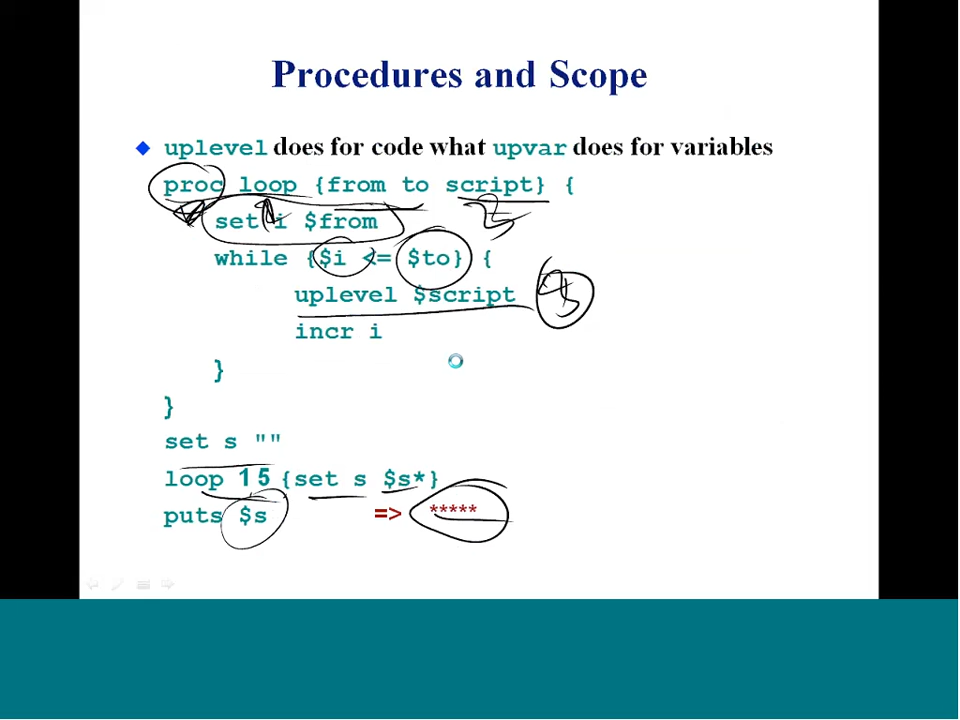 Procedures and Scope
uplevel does for code what upvar does for variables
proc loop {from to script} {
set i $from
while {$i <= $to} {
uplevel $script
incr i
}
}
set s ""
loop 1 5 {set s $s*}
puts $s => *****